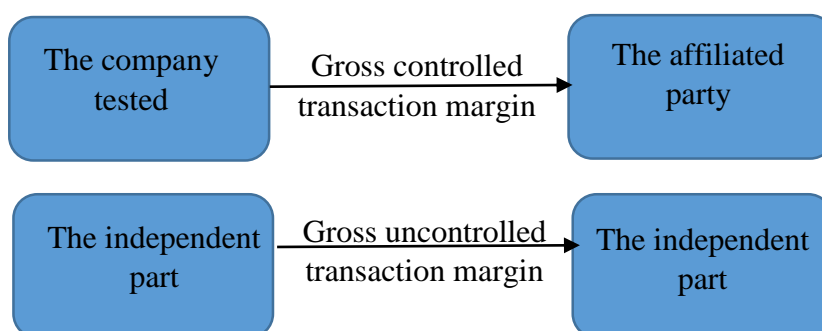 The company
tested
Gross controlled
transaction margin
The affiliated
party
The independent
part
Gross uncontrolled
transaction margin
The independent
part